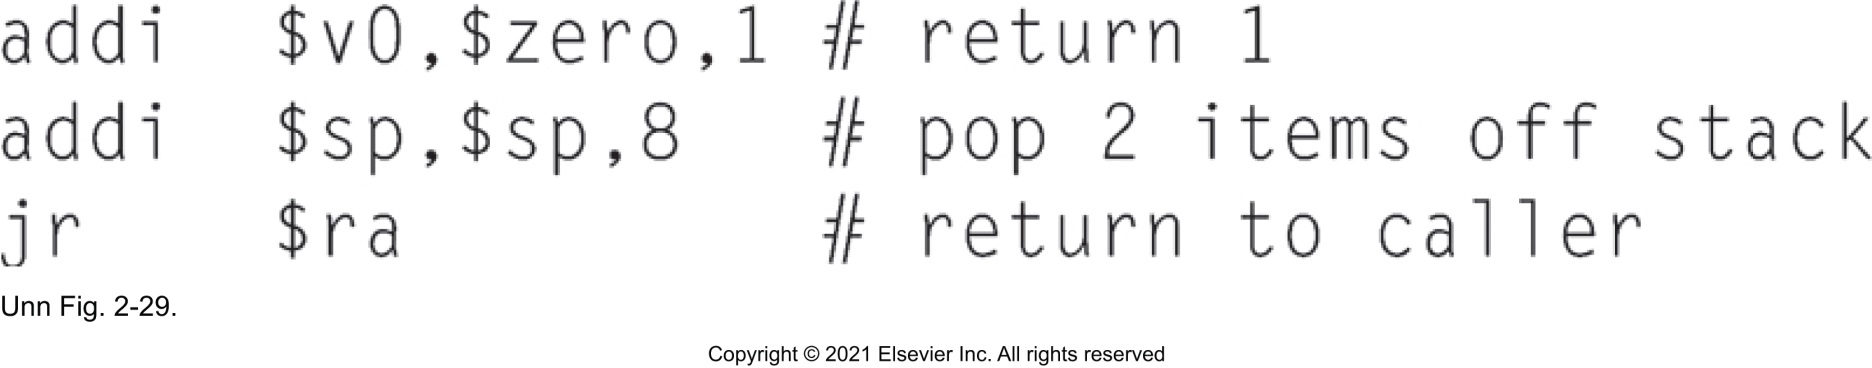 addi $v0,$zero,1 # return 1
addi $sp,$sp,8 # pop 2 items off stack
jr $ra # return to caller
Unn Fig. 2-29.
Copyright © 2021 Elsevier Inc. All rights reserved